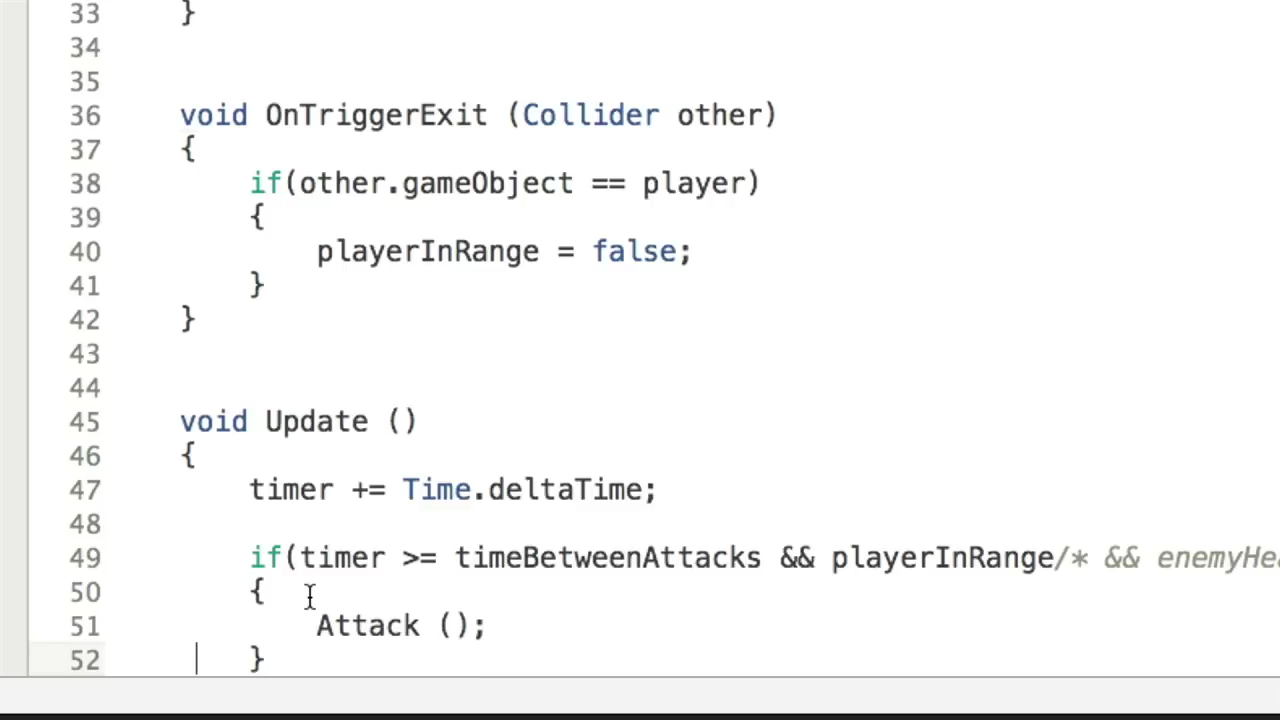 33 }
34
35
36 void OnTriggerExit (Collider other)
37 {
38 if(other.gameObject == player)
39 {
40 playerInRange = false;
41 }
42 }
43
44
45 void Update ()
46 {
47 timer += Time.deltaTime;
48
49 if(timer >= timeBetweenAttacks && playerInRange/* && enemyHea
50 {
51 Attack ();
52 }